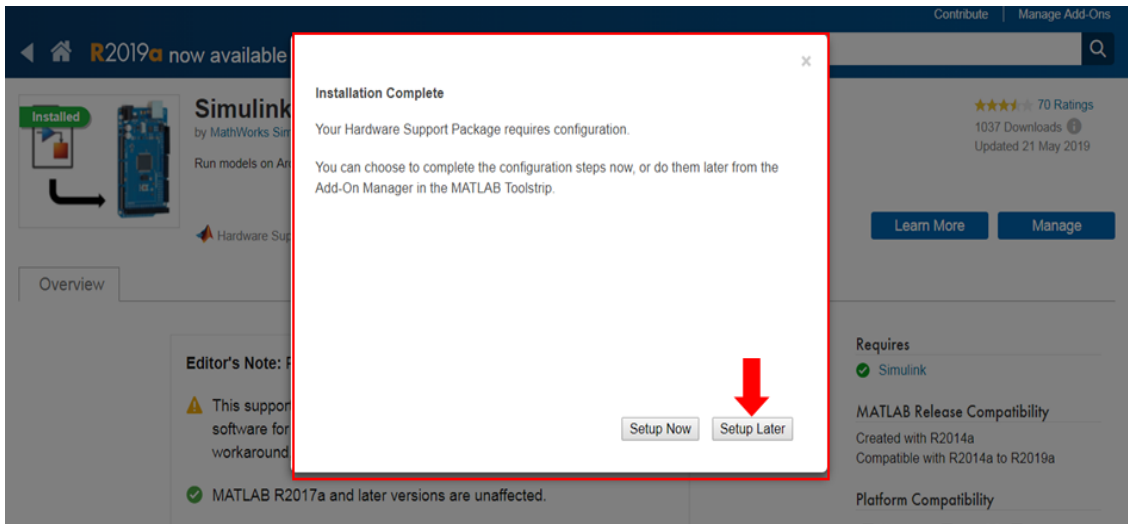 Contribute | Manage Add-Ons
R2019a now available
Installed
Simulink
by MathWorks Sim
Run models on Ar
Hardware Sup
70 Ratings
1037 Downloads
Updated 21 May 2019
Learn More
Manage
Overview
Installation Complete
Your Hardware Support Package requires configuration.
You can choose to complete the configuration steps now, or do them later from the
Add-On Manager in the MATLAB Toolstrip.
Setup Now
Setup Later
Editor's Note:
This support
software for
workaround
MATLAB R2017a and later versions are unaffected.
Requires
Simulink
MATLAB Release Compatibility
Created with R2014a
Compatible with R2014a to R2019a
Platform Compatibility